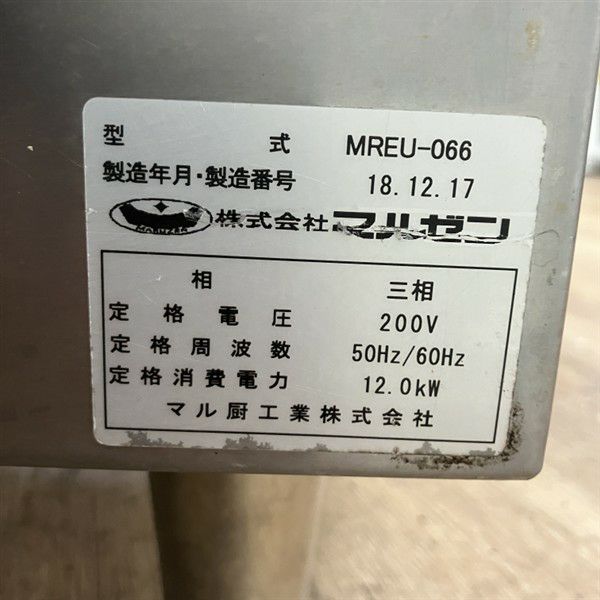 型式 MREU-066
製造年月・製造番号 18.12.17
MARUZEN 株式会社マルゼン
相 三相
定格電圧 200V
定格周波数 50Hz/60Hz
定格消費電力 12.0kW
マル厨工業株式会社